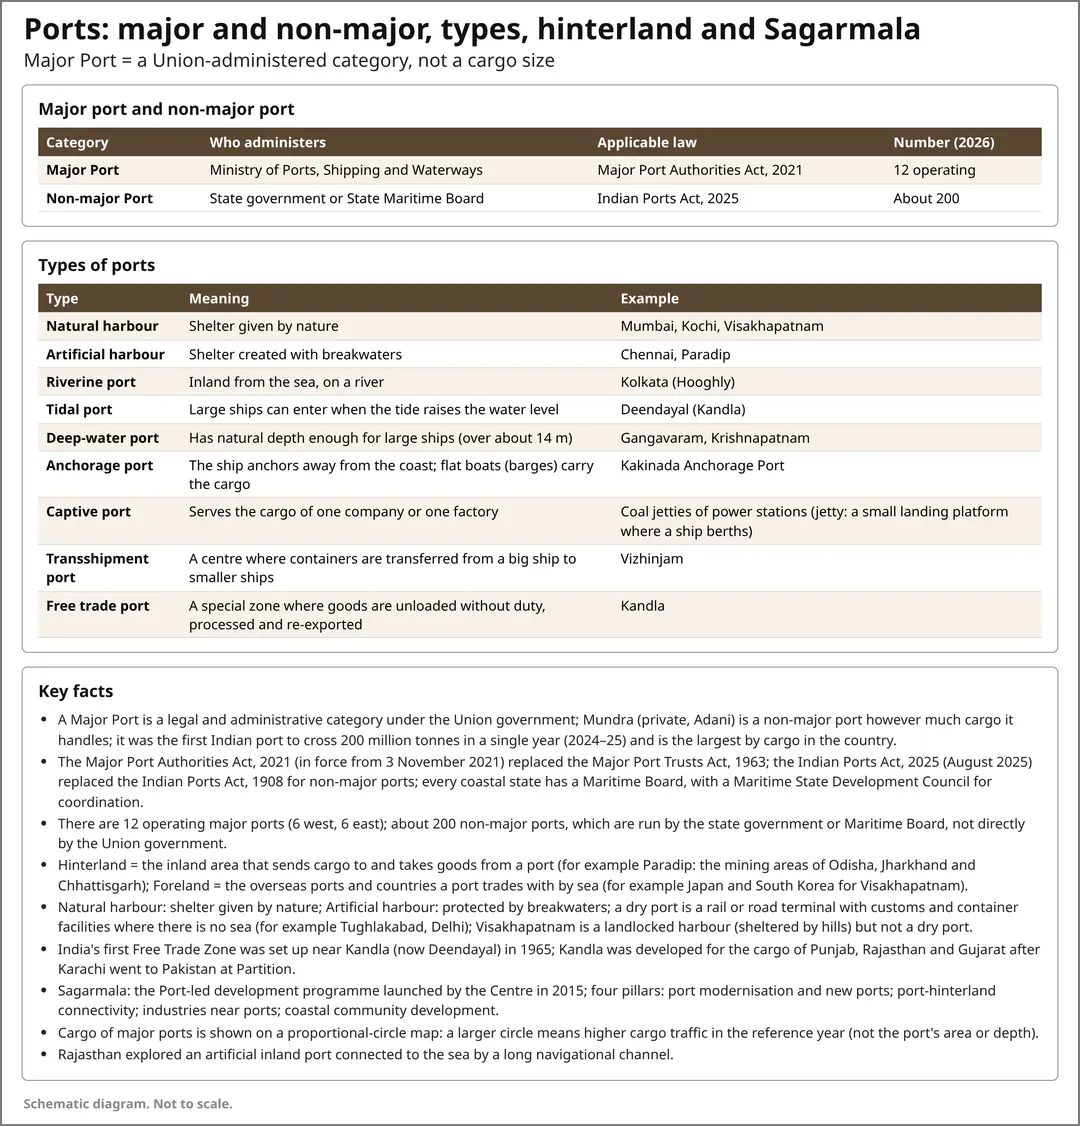 Ports: major and non-major, types, hinterland and Sagarmala
Major Port = a Union-administered category, not a cargo size
Major port and non-major port
Category Who administers Applicable law Number (2026)
Major Port Ministry of Ports, Shipping and Waterways Major Port Authorities Act, 2021 12 operating
Non-major Port State government or State Maritime Board Indian Ports Act, 2025 About 200
Types of ports
Type Meaning Example
Natural harbour Shelter given by nature Mumbai, Kochi, Visakhapatnam
Artificial harbour Shelter created with breakwaters Chennai, Paradip
Riverine port Inland from the sea, on a river Kolkata (Hooghly)
Tidal port Large ships can enter when the tide raises the water level Deendayal (Kandla)
Deep-water port Has natural depth enough for large ships (over about 14 m) Gangavaram, Krishnapatnam
Anchorage port The ship anchors away from the coast; flat boats (barges) carry Kakinada Anchorage Port
the cargo
Captive port Serves the cargo of one company or one factory Coal jetties of power stations (jetty: a small landing platform
where a ship berths)
Transshipment A centre where containers are transferred from a big ship to Vizhinjam
port smaller ships
Free trade port A special zone where goods are unloaded without duty, Kandla
processed and re-exported
Key facts
• A Major Port is a legal and administrative category under the Union government; Mundra (private, Adani) is a non-major port however much cargo it
handles; it was the first Indian port to cross 200 million tonnes in a single year (2024–25) and is the largest by cargo in the country.
• The Major Port Authorities Act, 2021 (in force from 3 November 2021) replaced the Major Port Trusts Act, 1963; the Indian Ports Act, 2025 (August 2025)
replaced the Indian Ports Act, 1908 for non-major ports; every coastal state has a Maritime Board, with a Maritime State Development Council for
coordination.
• There are 12 operating major ports (6 west, 6 east); about 200 non-major ports, which are run by the state government or Maritime Board, not directly
by the Union government.
• Hinterland = the inland area that sends cargo to and takes goods from a port (for example Paradip: the mining areas of Odisha, Jharkhand and
Chhattisgarh); Foreland = the overseas ports and countries a port trades with by sea (for example Japan and South Korea for Visakhapatnam).
• Natural harbour: shelter given by nature; Artificial harbour: protected by breakwaters; a dry port is a rail or road terminal with customs and container
facilities where there is no sea (for example Tughlakabad, Delhi); Visakhapatnam is a landlocked harbour (sheltered by hills) but not a dry port.
• India's first Free Trade Zone was set up near Kandla (now Deendayal) in 1965; Kandla was developed for the cargo of Punjab, Rajasthan and Gujarat after
Karachi went to Pakistan at Partition.
• Sagarmala: the Port-led development programme launched by the Centre in 2015; four pillars: port modernisation and new ports; port-hinterland
connectivity; industries near ports; coastal community development.
• Cargo of major ports is shown on a proportional-circle map: a larger circle means higher cargo traffic in the reference year (not the port's area or depth).
• Rajasthan explored an artificial inland port connected to the sea by a long navigational channel.
Schematic diagram. Not to scale.